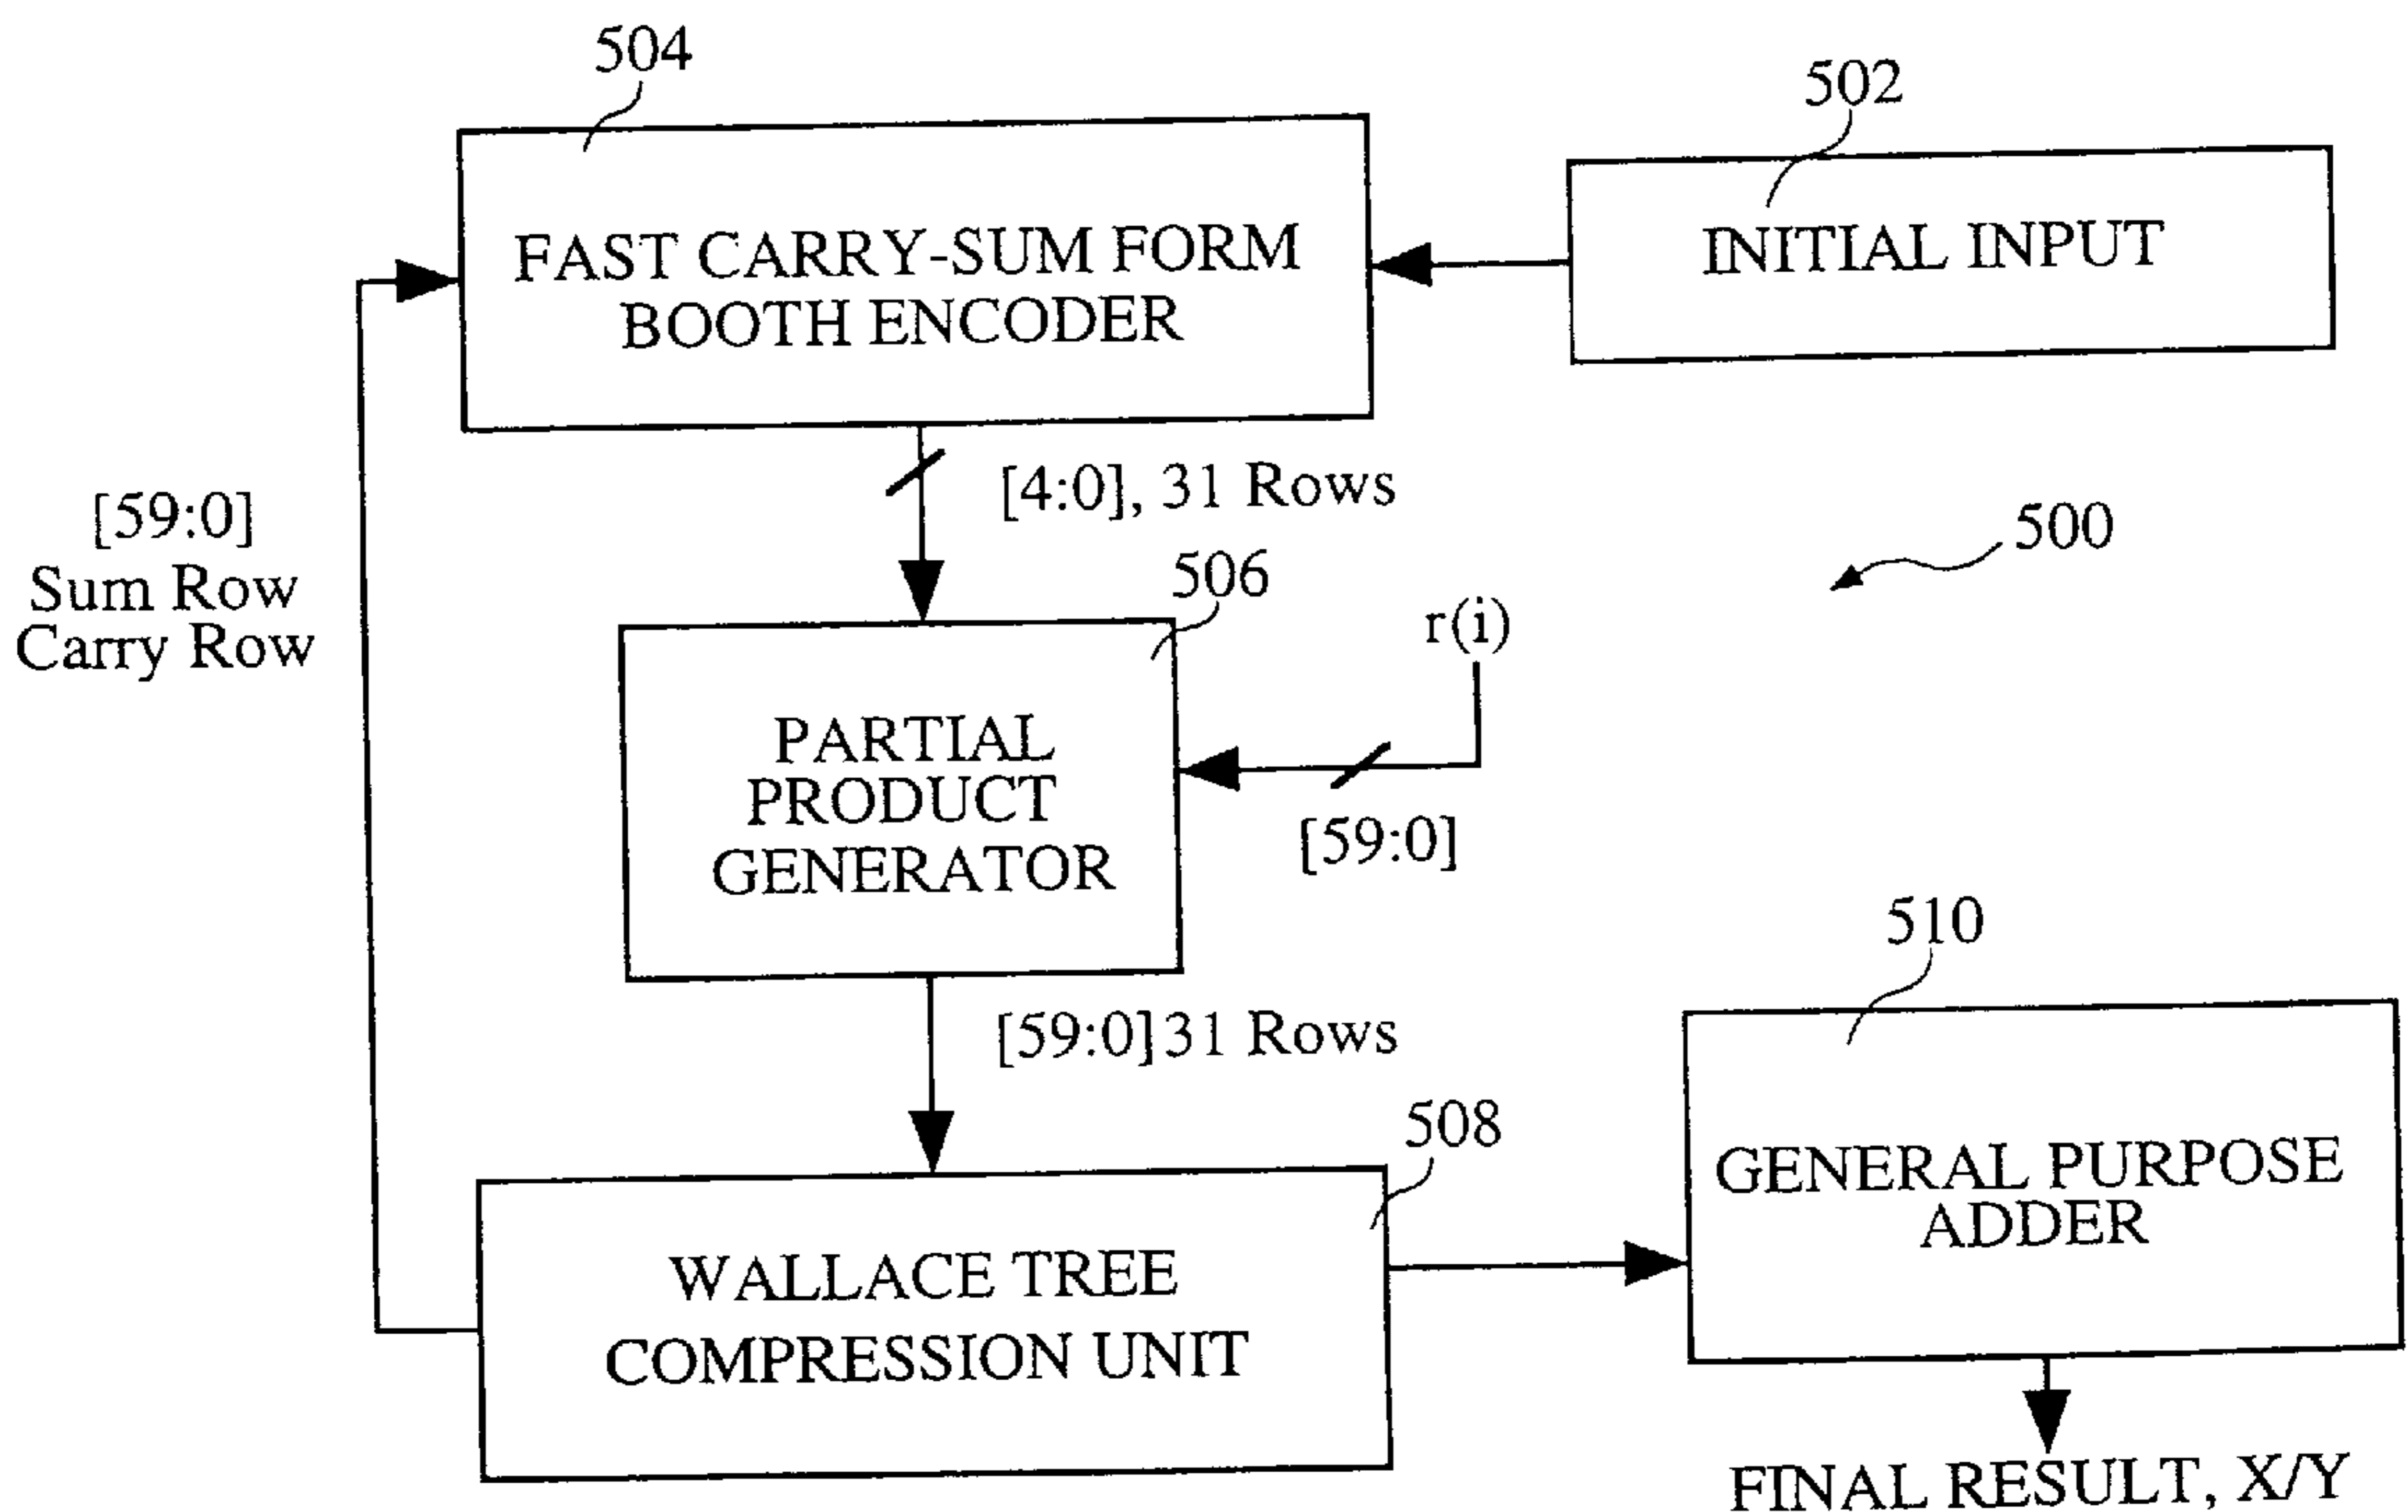 504
502
FAST CARRY-SUM FORM
BOOTH ENCODER
INITIAL INPUT
[59:0]
Sum Row
Carry Row
[4:0], 31 Rows
500
506
r(i)
PARTIAL
PRODUCT
GENERATOR
[59:0]
510
[59:0] 31 Rows
508
GENERAL PURPOSE
ADDER
WALLACE TREE
COMPRESSION UNIT
FINAL RESULT, X/Y